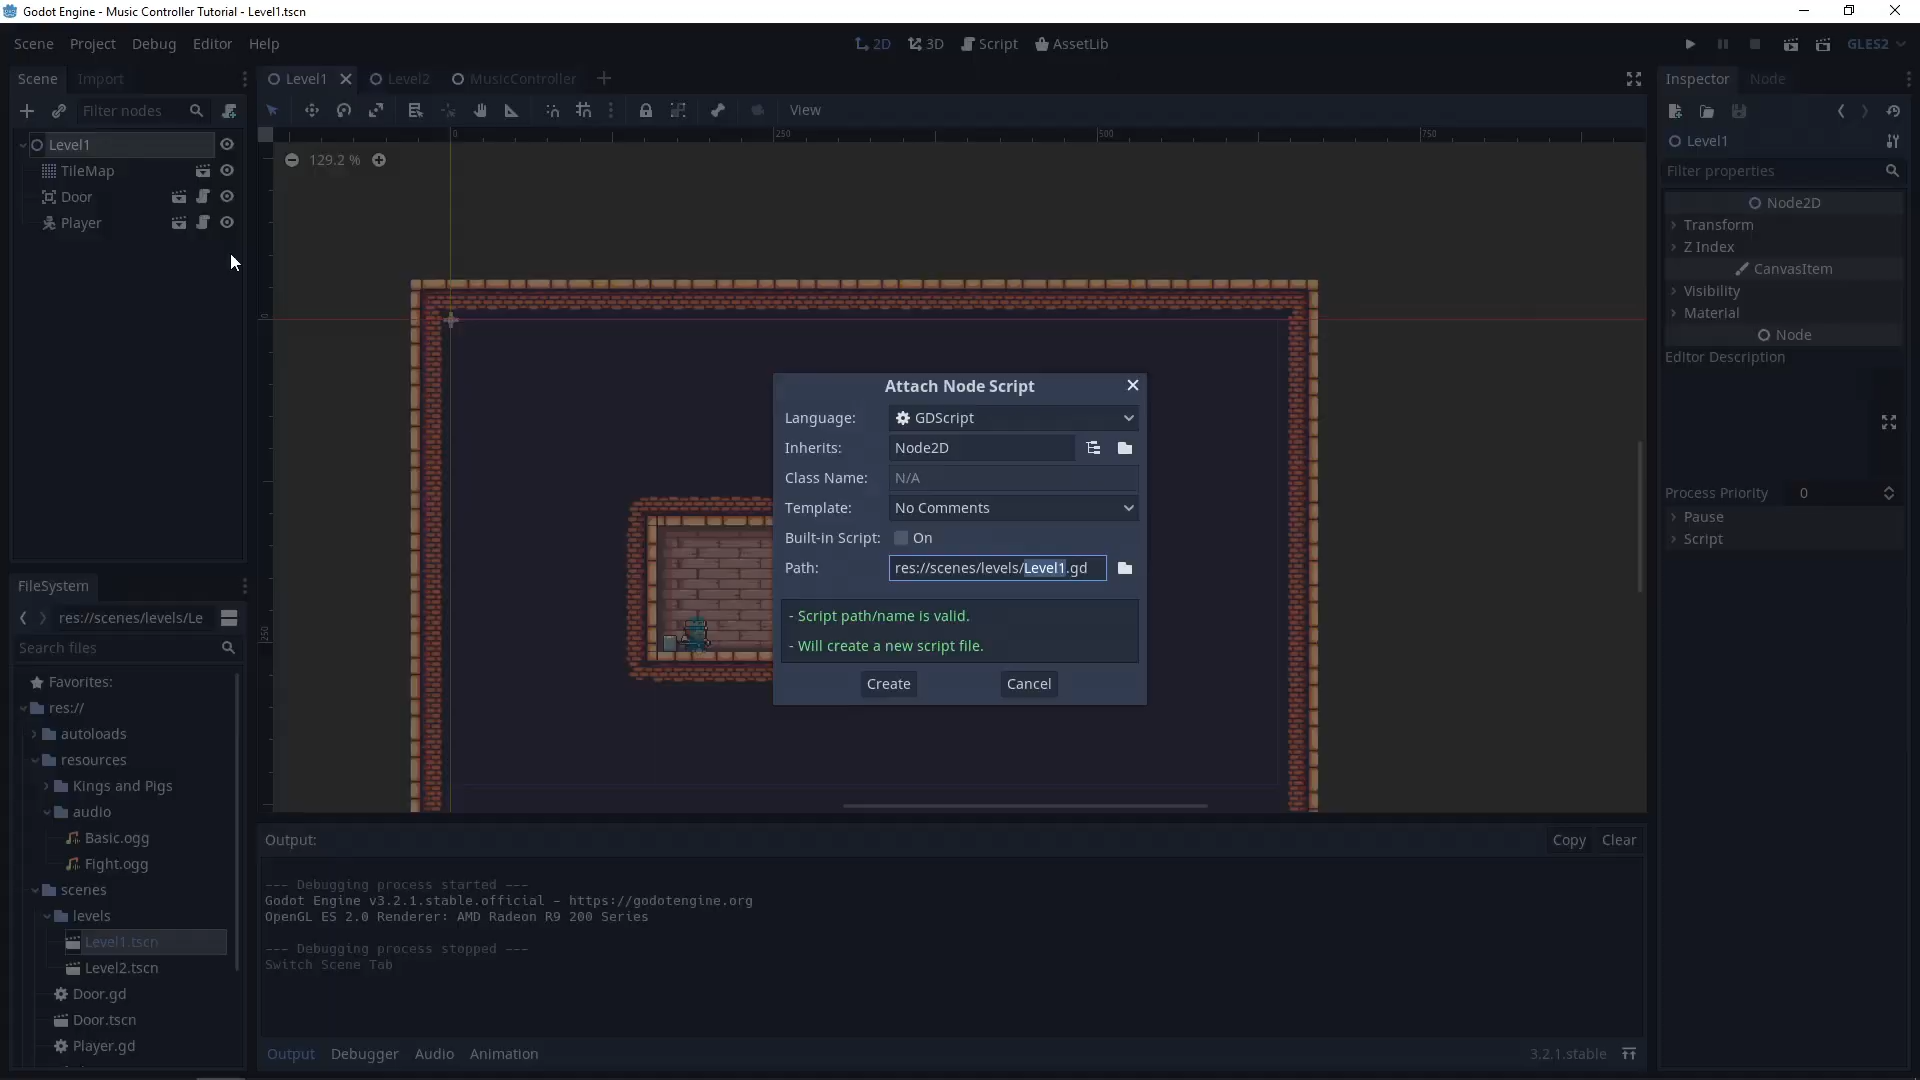 Godot Engine - Music Controller Tutorial - Level1.tscn
Scene Project Debug Editor Help
2D 3D Script AssetLib
GLES2
Scene Import
Level1 Level2 MusicController
Inspector Node
Filter nodes
View
0 250 500 750
Level1
TileMap
Door
Player
129.2 %
0
250
Level1
Filter properties
Node2D
Transform
Z Index
CanvasItem
Visibility
Material
Node
Editor Description
Process Priority 0
Pause
Script
Attach Node Script
Language: GDScript
Inherits: Node2D
Class Name: N/A
Template: No Comments
Built-in Script: On
Path: res://scenes/levels/Level1.gd
- Script path/name is valid.
- Will create a new script file.
Create Cancel
FileSystem
res://scenes/levels/Le
Search files
Favorites:
res://
autoloads
resources
Kings and Pigs
audio
Basic.ogg
Fight.ogg
scenes
levels
Level1.tscn
Level2.tscn
Door.gd
Door.tscn
Player.gd
Output:
Copy Clear
--- Debugging process started ---
Godot Engine v3.2.1.stable.official - https://godotengine.org
OpenGL ES 2.0 Renderer: AMD Radeon R9 200 Series
--- Debugging process stopped ---
Switch Scene Tab
Output Debugger Audio Animation
3.2.1.stable